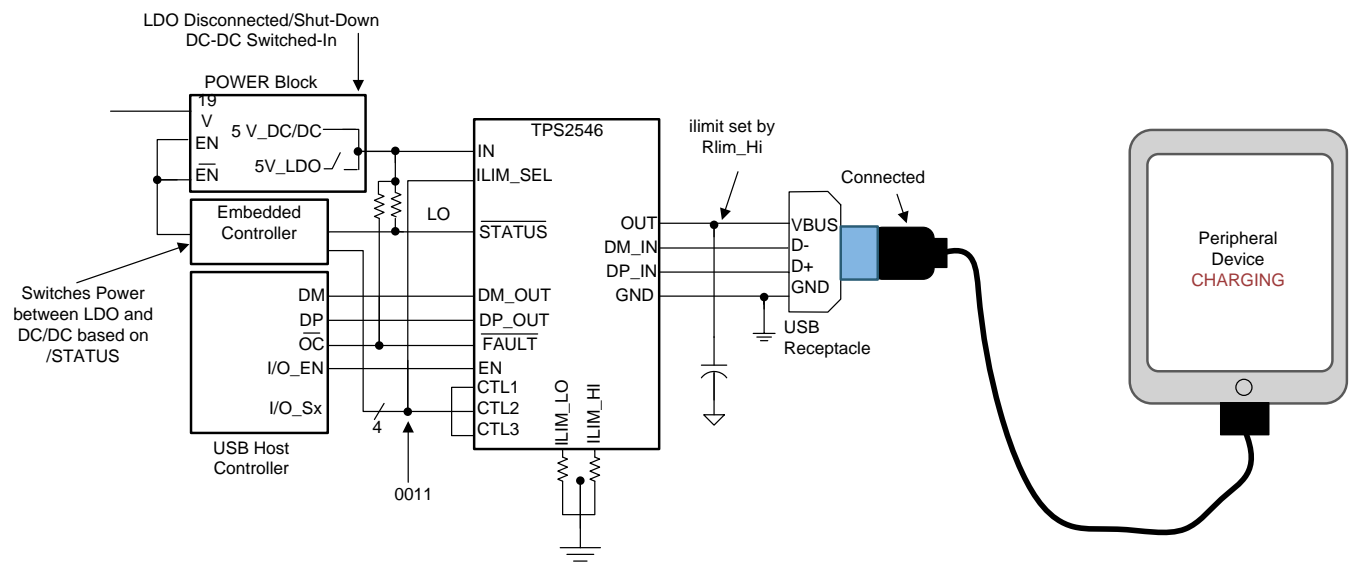 LDO Disconnected/Shut-Down
DC-DC Switched-In
POWER Block
19
V
EN
EN
5 V_DC/DC
5V_LDO
Embedded
Controller
Switches Power
between LDO and
DC/DC based on
/STATUS
DM
DP
OC
I/O_EN
I/O_Sx
USB Host
Controller
LO
4
0011
TPS2546
IN
ILIM_SEL
STATUS
DM_OUT
DP_OUT
FAULT
EN
CTL1
CTL2
CTL3
ILIM_LO
ILIM_HI
OUT
DM_IN
DP_IN
GND
ilimit set by
Rlim_Hi
VBUS
D-
D+
GND
USB
Receptacle
Connected
Peripheral
Device
CHARGING